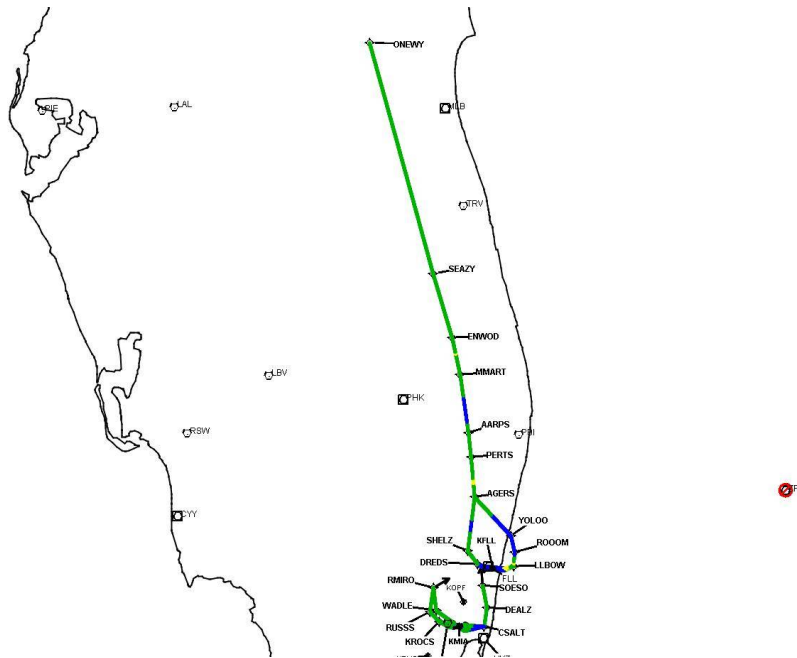 ONEWY
LAL
PIE
MLB
TRV
SEAZY
ENWOD
MMART
LBV
PHK
AARPS
RSW
PBI
PERTS
AGERS
CYY
YOLOO
SHELZ
KFLL
ROOOM
DREDS
LLBOW
FLL
RMIRO
KOPF
SOESO
WADLE
DEALZ
RUSSS
CSALT
KROCS
KMIA